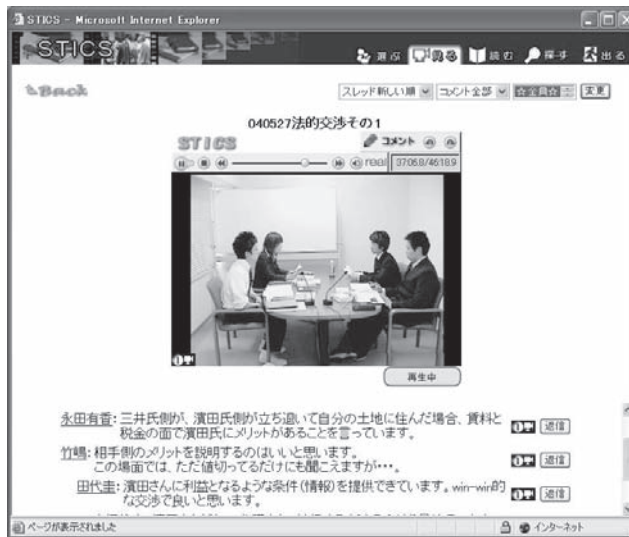 STICS - Microsoft Internet Explorer
STICS
選ぶ 見る 読む 探す 出る
Back
スレッド新しい順 コメント全部 ☆全員☆ 変更
040527法的交渉その1
STICS コメント
real 3706.8/4618.9
再生中
永田有香: 三井氏側が、濱田氏側が立ち退いて自分の土地に住んだ場合、賃料と
税金の面で濱田氏にメリットがあることを言っています。
返信
竹嶋: 相手側のメリットを説明するのはいいと思います。
この場面では、ただ値切ってるだけにも聞こえますが・・・。
返信
田代圭: 濱田さんに利益となるような条件(情報)を提供できています。win-win的
な交渉で良いと思います。
返信
ページが表示されました
インターネット